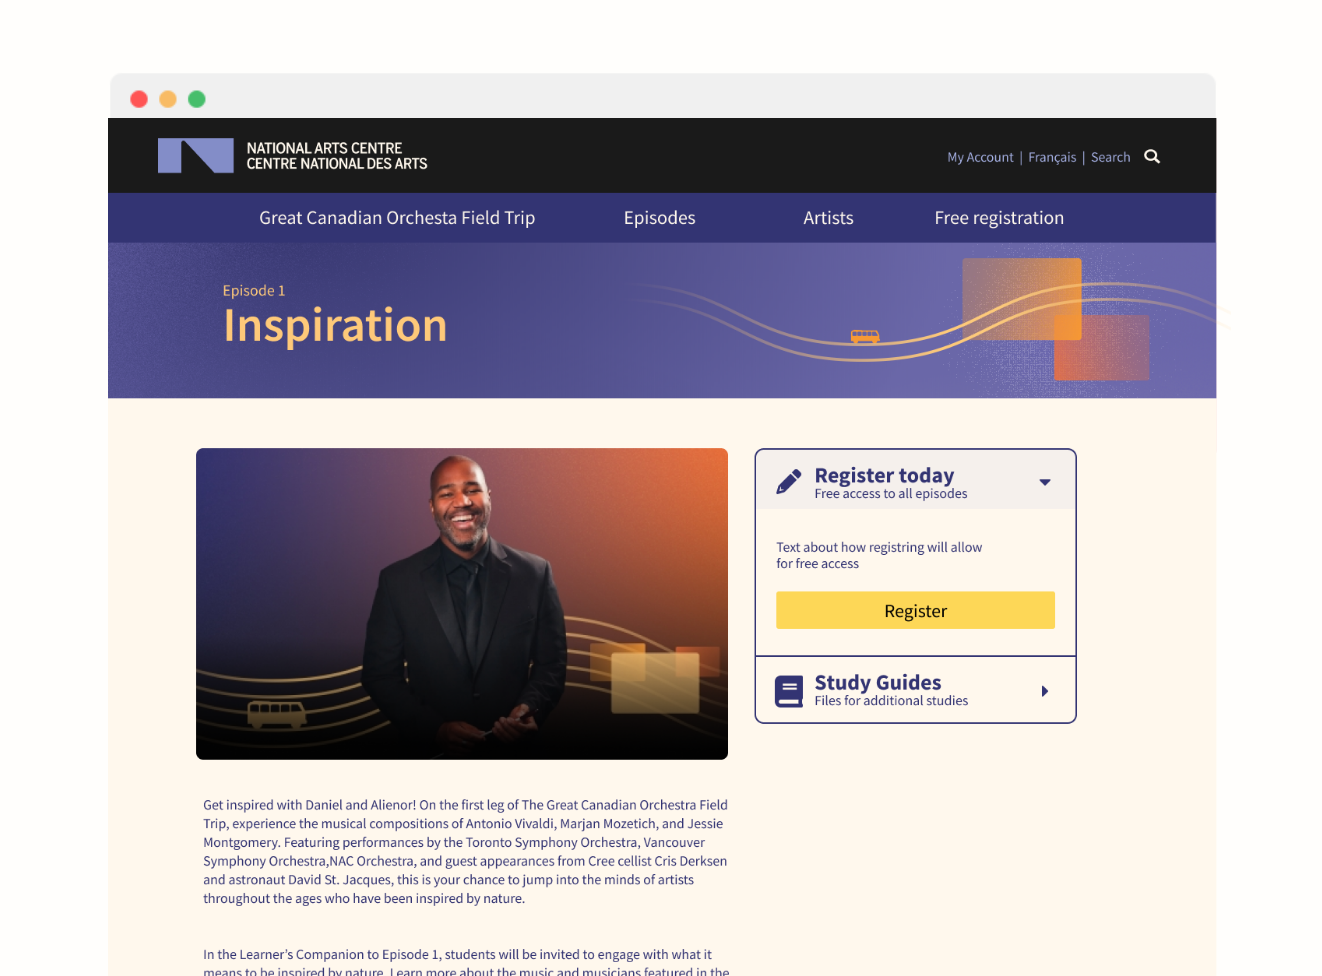 NATIONAL ARTS CENTRE
CENTRE NATIONAL DES ARTS
My Account | Français | Search
Great Canadian Orchesta Field Trip
Episodes
Artists
Free registration
Episode 1
Inspiration
Register today
Free access to all episodes
Text about how registring will allow
for free access
Register
Study Guides
Files for additional studies
Get inspired with Daniel and Alienor! On the first leg of The Great Canadian Orchestra Field
Trip, experience the musical compositions of Antonio Vivaldi, Marjan Mozetich, and Jessie
Montgomery. Featuring performances by the Toronto Symphony Orchestra, Vancouver
Symphony Orchestra,NAC Orchestra, and guest appearances from Cree cellist Cris Derksen
and astronaut David St. Jacques, this is your chance to jump into the minds of artists
throughout the ages who have been inspired by nature.
In the Learner’s Companion to Episode 1, students will be invited to engage with what it
means to be inspired by nature. Learn more about the music and musicians featured in the